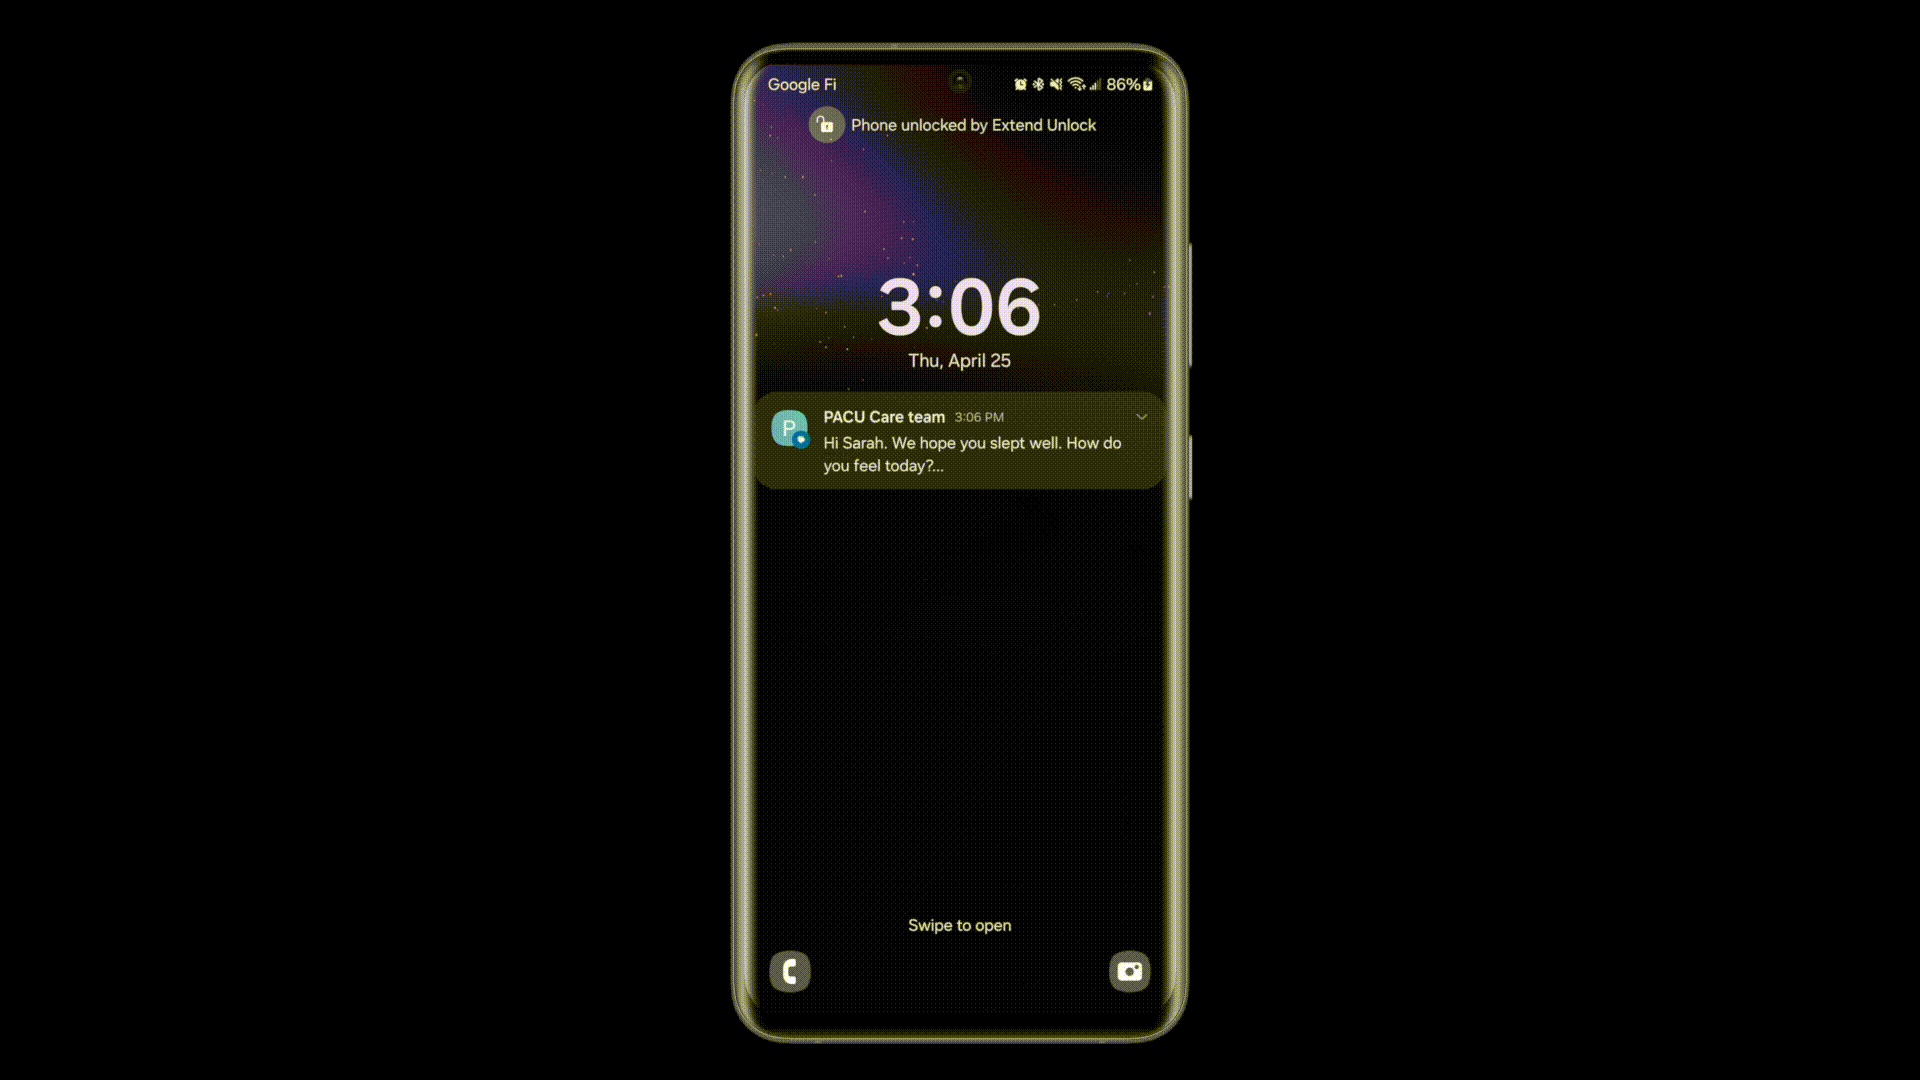 Google Fi 86%
Phone unlocked by Extend Unlock
3:06
Thu, April 25
P
PACU Care team 3:06 PM
Hi Sarah. We hope you slept well. How do
you feel today?...
Swipe to open